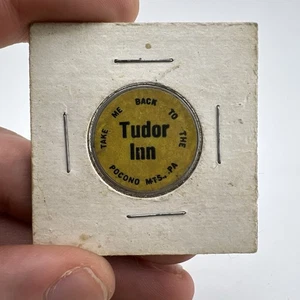 TAKE ME BACK TO THE
Tudor
Inn
POCONO MTS., PA